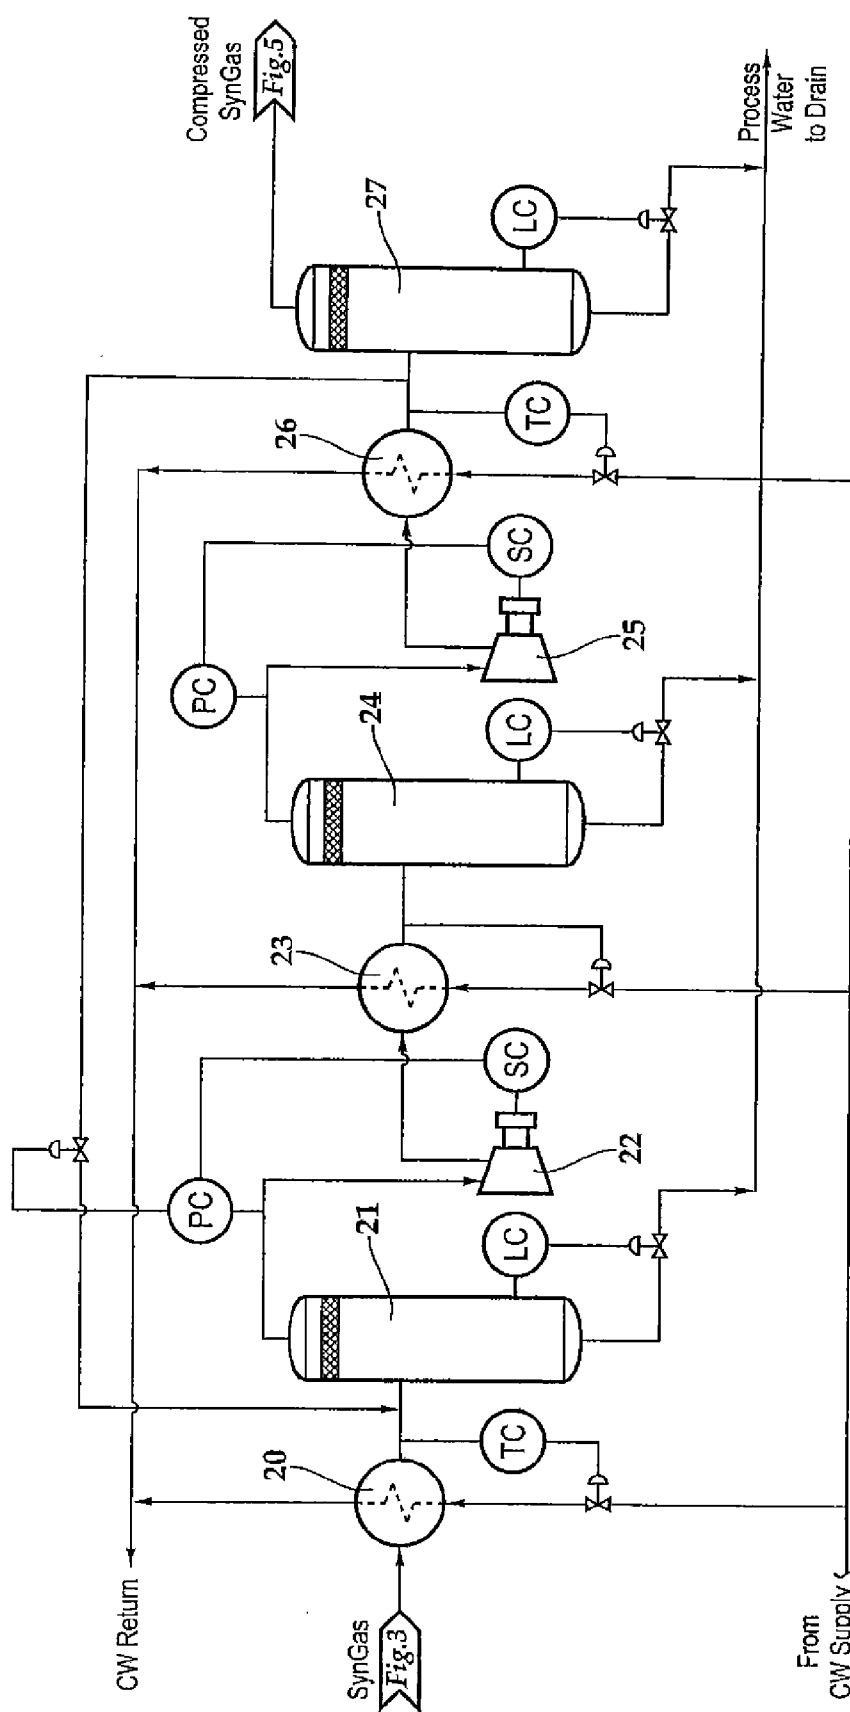 Compressed
SynGas
Fig.5
Process
Water
to Drain
27
LC
26
TC
SC
25
PC
24
LC
23
SC
22
PC
21
LC
20
TC
CW Return
SynGas
Fig.3
From
CW Supply